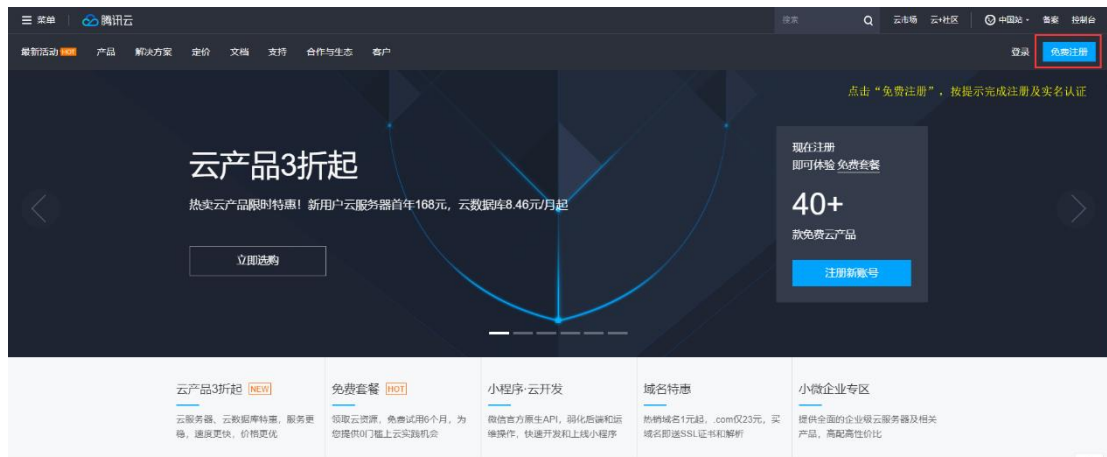 菜单 腾讯云 搜索 云市场 云+社区 中国站 备案 控制台
最新活动 HOT 产品 解决方案 定价 文档 支持 合作与生态 客户 登录 免费注册
点击“免费注册”，按提示完成注册及实名认证
云产品3折起
热卖云产品限时特惠！新用户云服务器首年168元，云数据库8.46元/月起
立即选购
现在注册
即可体验 免费套餐
40+
款免费云产品
注册新账号
云产品3折起 NEW
云服务器、云数据库特惠，服务更
稳，速度更快，价格更优
免费套餐 HOT
领取云资源，免费试用6个月，为
您提供0门槛上云实践机会
小程序·云开发
微信官方原生API，弱化后端和运
维操作，快速开发和上线小程序
域名特惠
热销域名1元起，.com仅23元，买
域名即送SSL证书和解析
小微企业专区
提供全面的企业级云服务器及相关
产品，高配高性价比